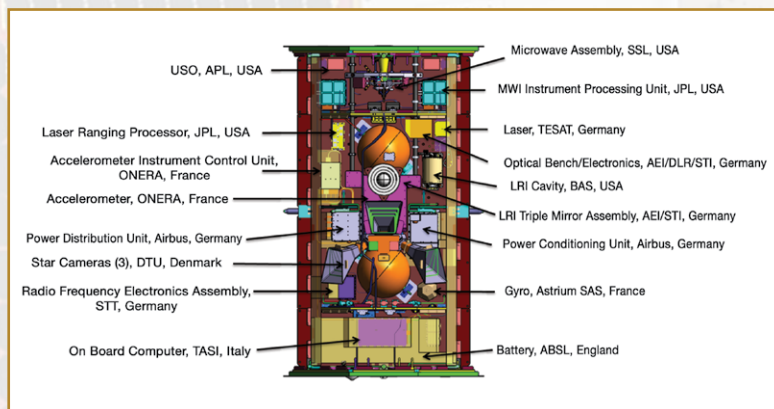 USO, APL, USA
Laser Ranging Processor, JPL, USA
Accelerometer Instrument Control Unit,
ONERA, France
Accelerometer, ONERA, France
Power Distribution Unit, Airbus, Germany
Star Cameras (3), DTU, Denmark
Radio Frequency Electronics Assembly,
STT, Germany
On Board Computer, TASI, Italy
Microwave Assembly, SSL, USA
MWI Instrument Processing Unit, JPL, USA
Laser, TESAT, Germany
Optical Bench/Electronics, AEI/DLR/STI, Germany
LRI Cavity, BAS, USA
LRI Triple Mirror Assembly, AEI/STI, Germany
Power Conditioning Unit, Airbus, Germany
Gyro, Astrium SAS, France
Battery, ABSL, England